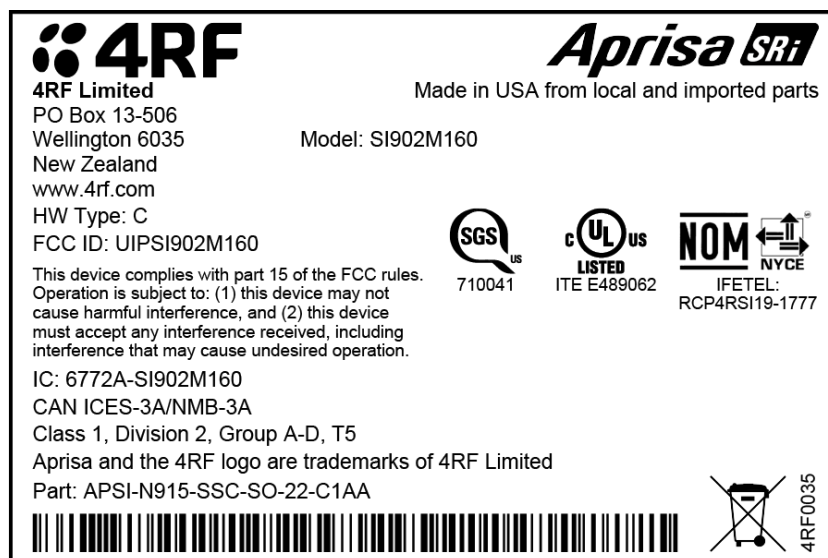 4RF
Aprisa SRi
4RF Limited
Made in USA from local and imported parts
PO Box 13-506
Wellington 6035
Model: SI902M160
New Zealand
www.4rf.com
HW Type: C
FCC ID: UIPSI902M160
This device complies with part 15 of the FCC rules.
Operation is subject to: (1) this device may not
cause harmful interference, and (2) this device
must accept any interference received, including
interference that may cause undesired operation.
SGS
US
710041
C UL US
LISTED
ITE E489062
NOM
NYCE
IFETEL:
RCP4RSI19-1777
IC: 6772A-SI902M160
CAN ICES-3A/NMB-3A
Class 1, Division 2, Group A-D, T5
Aprisa and the 4RF logo are trademarks of 4RF Limited
Part: APSI-N915-SSC-SO-22-C1AA
4RF0035